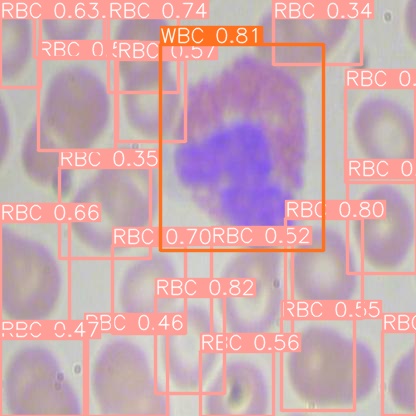 RBC 0.63
RBC 0.74
RBC 0.34
WBC 0.81
RBC 0.5
RBC 0.57
RBC 0.
RBC 0.35
RBC 0.
RBC 0.66
RBC 0.80
RBC 0.70
RBC 0.52
RBC 0.82
RBC 0.55
RBC 0.47
RBC 0.46
RBC
RBC 0.56